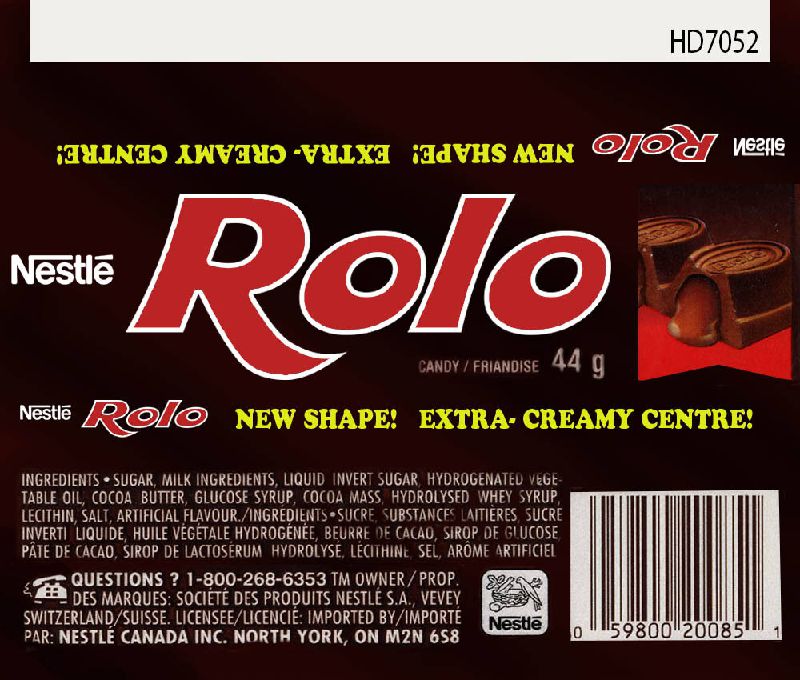 HD7052
NEW SHAPE! EXTRA- CREAMY CENTRE!
Rolo
Nestlé
Nestlé
Rolo
CANDY / FRIANDISE 44 g
Nestlé Rolo NEW SHAPE! EXTRA- CREAMY CENTRE!
INGREDIENTS • SUGAR, MILK INGREDIENTS, LIQUID INVERT SUGAR, HYDROGENATED VEGE-
TABLE OIL, COCOA BUTTER, GLUCOSE SYRUP, COCOA MASS, HYDROLYSED WHEY SYRUP,
LECITHIN, SALT, ARTIFICIAL FLAVOUR./INGRÉDIENTS • SUCRE, SUBSTANCES LAITIÈRES, SUCRE
INVERTI LIQUIDE, HUILE VÉGÉTALE HYDROGÉNÉE, BEURRE DE CACAO, SIROP DE GLUCOSE,
PÂTE DE CACAO, SIROP DE LACTOSÉRUM HYDROLYSE, LÉCITHINE, SEL, ARÔME ARTIFICIEL
QUESTIONS ? 1-800-268-6353 TM OWNER / PROP.
DES MARQUES: SOCIÉTÉ DES PRODUITS NESTLÉ S.A., VEVEY
SWITZERLAND/SUISSE. LICENSEE/LICENCIÉ: IMPORTED BY/IMPORTÉ
PAR: NESTLÉ CANADA INC. NORTH YORK, ON M2N 6S8
Nestlé
0 59800 20085 1